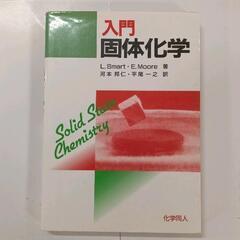 入門
固体化学
L.Smart・E.Moore 著
河本邦仁・平尾一之 訳
Solid State
Chemistry
化学同人